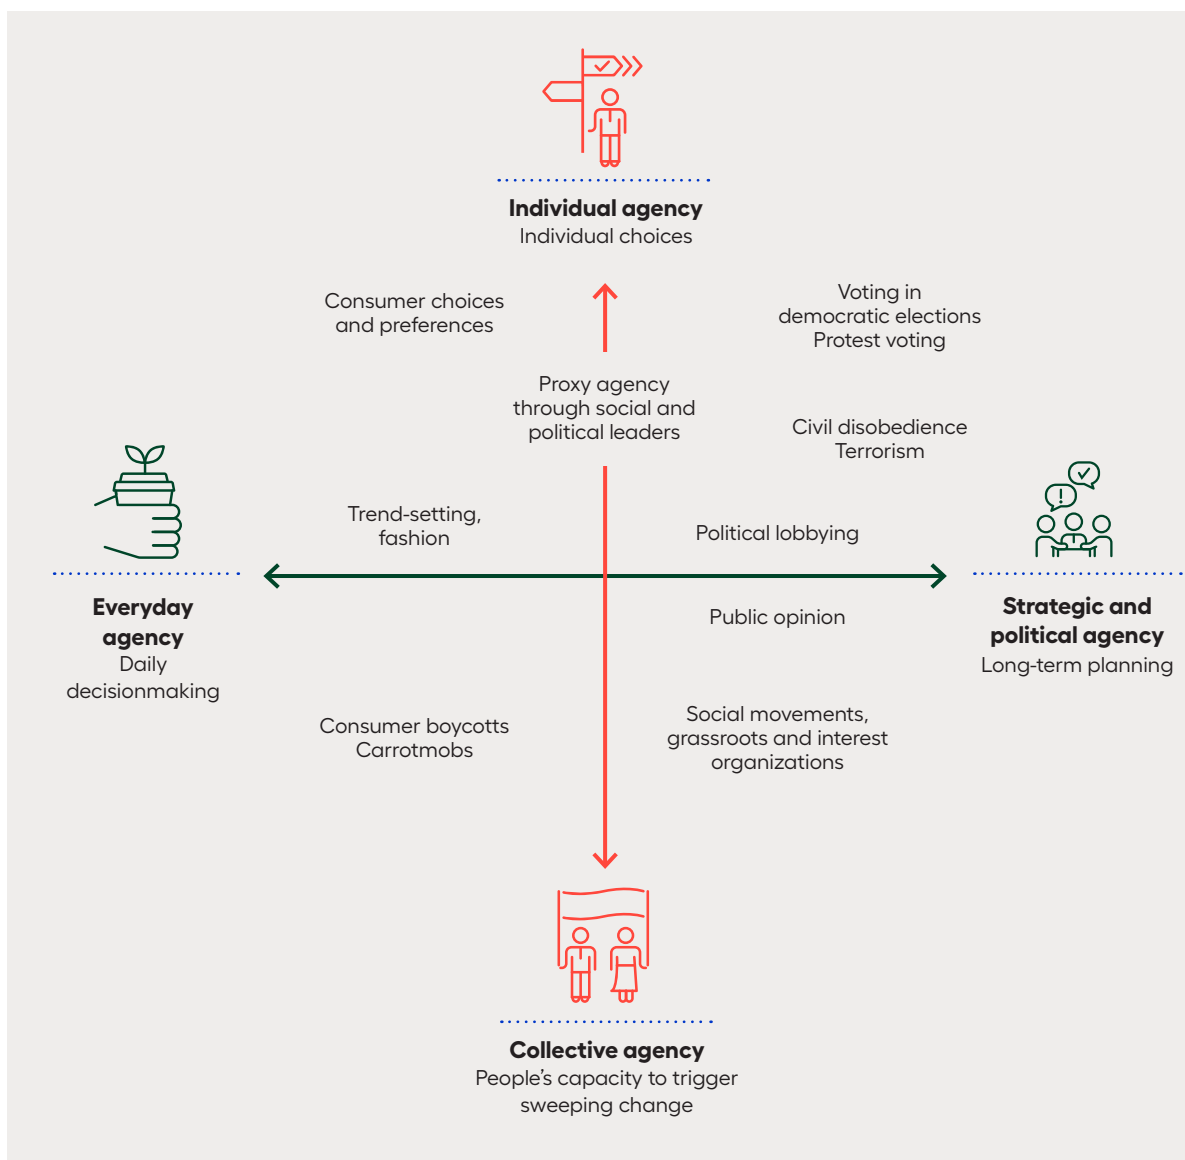 Individual agency
Individual choices
Consumer choices
and preferences
Voting in
democratic elections
Protest voting
Proxy agency
through social and
political leaders
Civil disobedience
Terrorism
Trend-setting,
fashion
Political lobbying
Everyday
agency
Daily
decisionmaking
Strategic and
political agency
Long-term planning
Public opinion
Consumer boycotts
Carrotmobs
Social movements,
grassroots and interest
organizations
Collective agency
People’s capacity to trigger
sweeping change